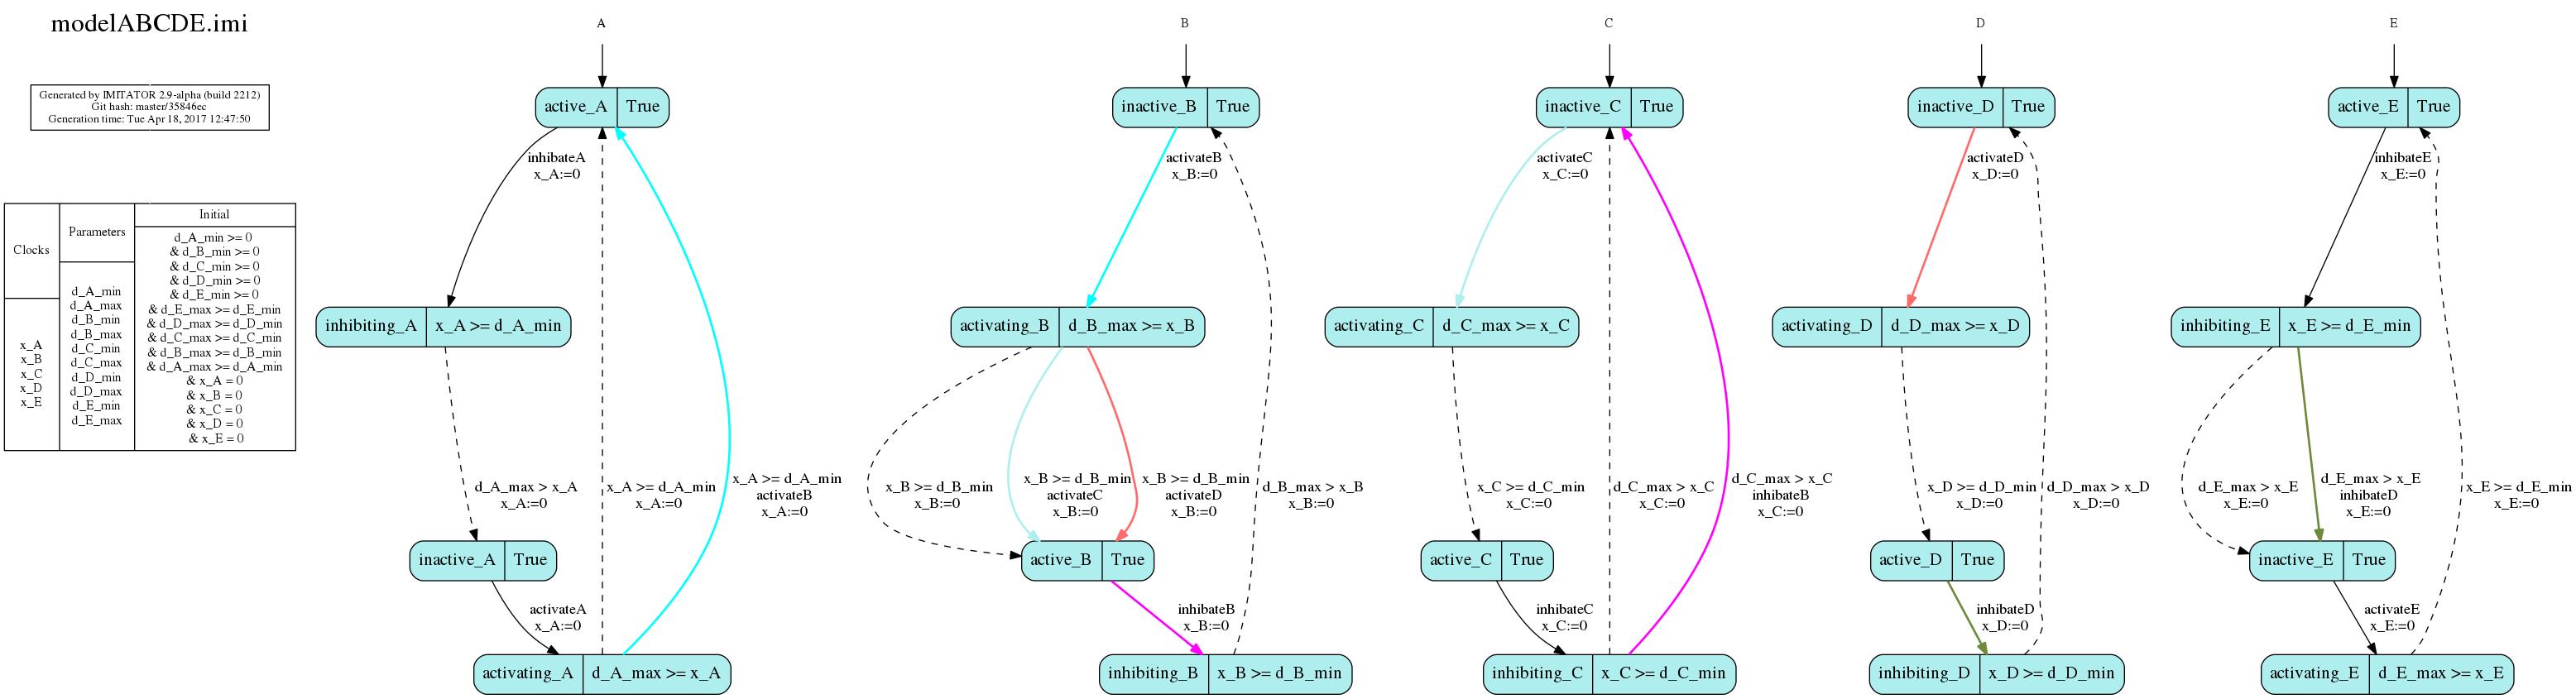 modelABCDE.imi
Generated by IMITATOR 2.9-alpha (build 2212)
Git hash: master/35846ec
Generation time: Tue Apr 18, 2017 12:47:50
Clocks
x_A
x_B
x_C
x_D
x_E
Parameters
d_A_min
d_A_max
d_B_min
d_B_max
d_C_min
d_C_max
d_D_min
d_D_max
d_E_min
d_E_max
Initial
d_A_min >= 0
& d_B_min >= 0
& d_C_min >= 0
& d_D_min >= 0
& d_E_min >= 0
& d_E_max >= d_E_min
& d_D_max >= d_D_min
& d_C_max >= d_C_min
& d_B_max >= d_B_min
& d_A_max >= d_A_min
& x_A = 0
& x_B = 0
& x_C = 0
& x_D = 0
& x_E = 0
A
active_A True
inhibateA
x_A:=0
inhibiting_A x_A >= d_A_min
d_A_max > x_A
x_A:=0
x_A >= d_A_min
x_A:=0
x_A >= d_A_min
activateB
x_A:=0
inactive_A True
activateA
x_A:=0
activating_A d_A_max >= x_A
B
inactive_B True
activateB
x_B:=0
activating_B d_B_max >= x_B
x_B >= d_B_min
x_B:=0
x_B >= d_B_min
activateC
x_B:=0
x_B >= d_B_min
activateD
x_B:=0
d_B_max > x_B
x_B:=0
active_B True
inhibateB
x_B:=0
inhibiting_B x_B >= d_B_min
C
inactive_C True
activateC
x_C:=0
activating_C d_C_max >= x_C
x_C >= d_C_min
x_C:=0
d_C_max > x_C
x_C:=0
d_C_max > x_C
inhibateB
x_C:=0
active_C True
inhibateC
x_C:=0
inhibiting_C x_C >= d_C_min
D
inactive_D True
activateD
x_D:=0
activating_D d_D_max >= x_D
x_D >= d_D_min
x_D:=0
d_D_max > x_D
x_D:=0
active_D True
inhibateD
x_D:=0
inhibiting_D x_D >= d_D_min
E
active_E True
inhibateE
x_E:=0
inhibiting_E x_E >= d_E_min
d_E_max > x_E
x_E:=0
d_E_max > x_E
inhibateD
x_E:=0
x_E >= d_E_min
x_E:=0
inactive_E True
activateE
x_E:=0
activating_E d_E_max >= x_E